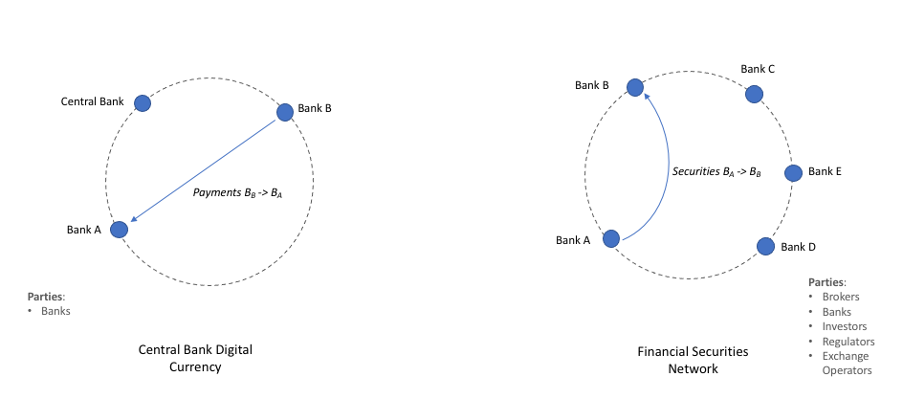 Central Bank
Bank B
Payments B_B -> B_A
Bank A
Parties:
• Banks
Central Bank Digital
Currency
Bank C
Bank B
Securities B_A -> B_B
Bank E
Bank A
Bank D
Parties:
• Brokers
• Banks
• Investors
• Regulators
• Exchange
Operators
Financial Securities
Network